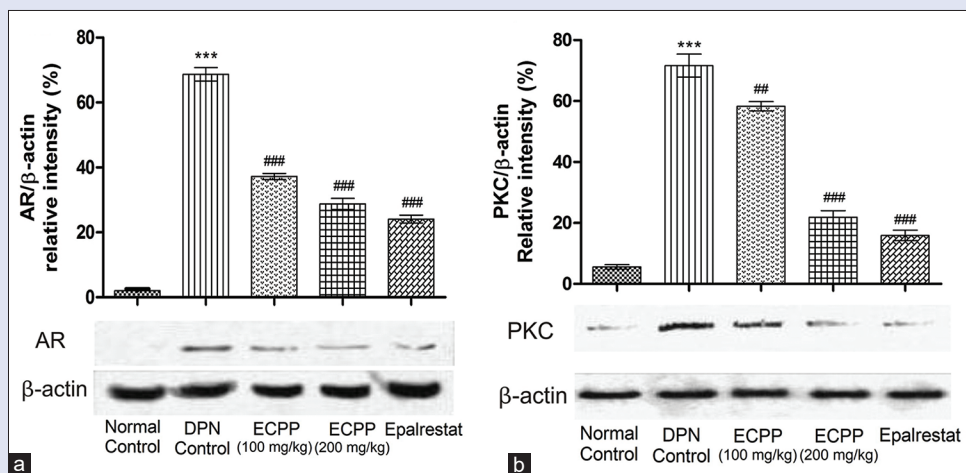 AR/β-actin
relative intensity (%)
80
60
40
20
0
***
###
###
###
AR
β-actin
Normal Control
DPN Control
ECPP (100 mg/kg)
ECPP (200 mg/kg)
Epalrestat
a
PKC/β-actin
Relative intensity (%)
80
60
40
20
0
***
##
###
###
PKC
β-actin
Normal Control
DPN Control
ECPP (100 mg/kg)
ECPP (200 mg/kg)
Epalrestat
b